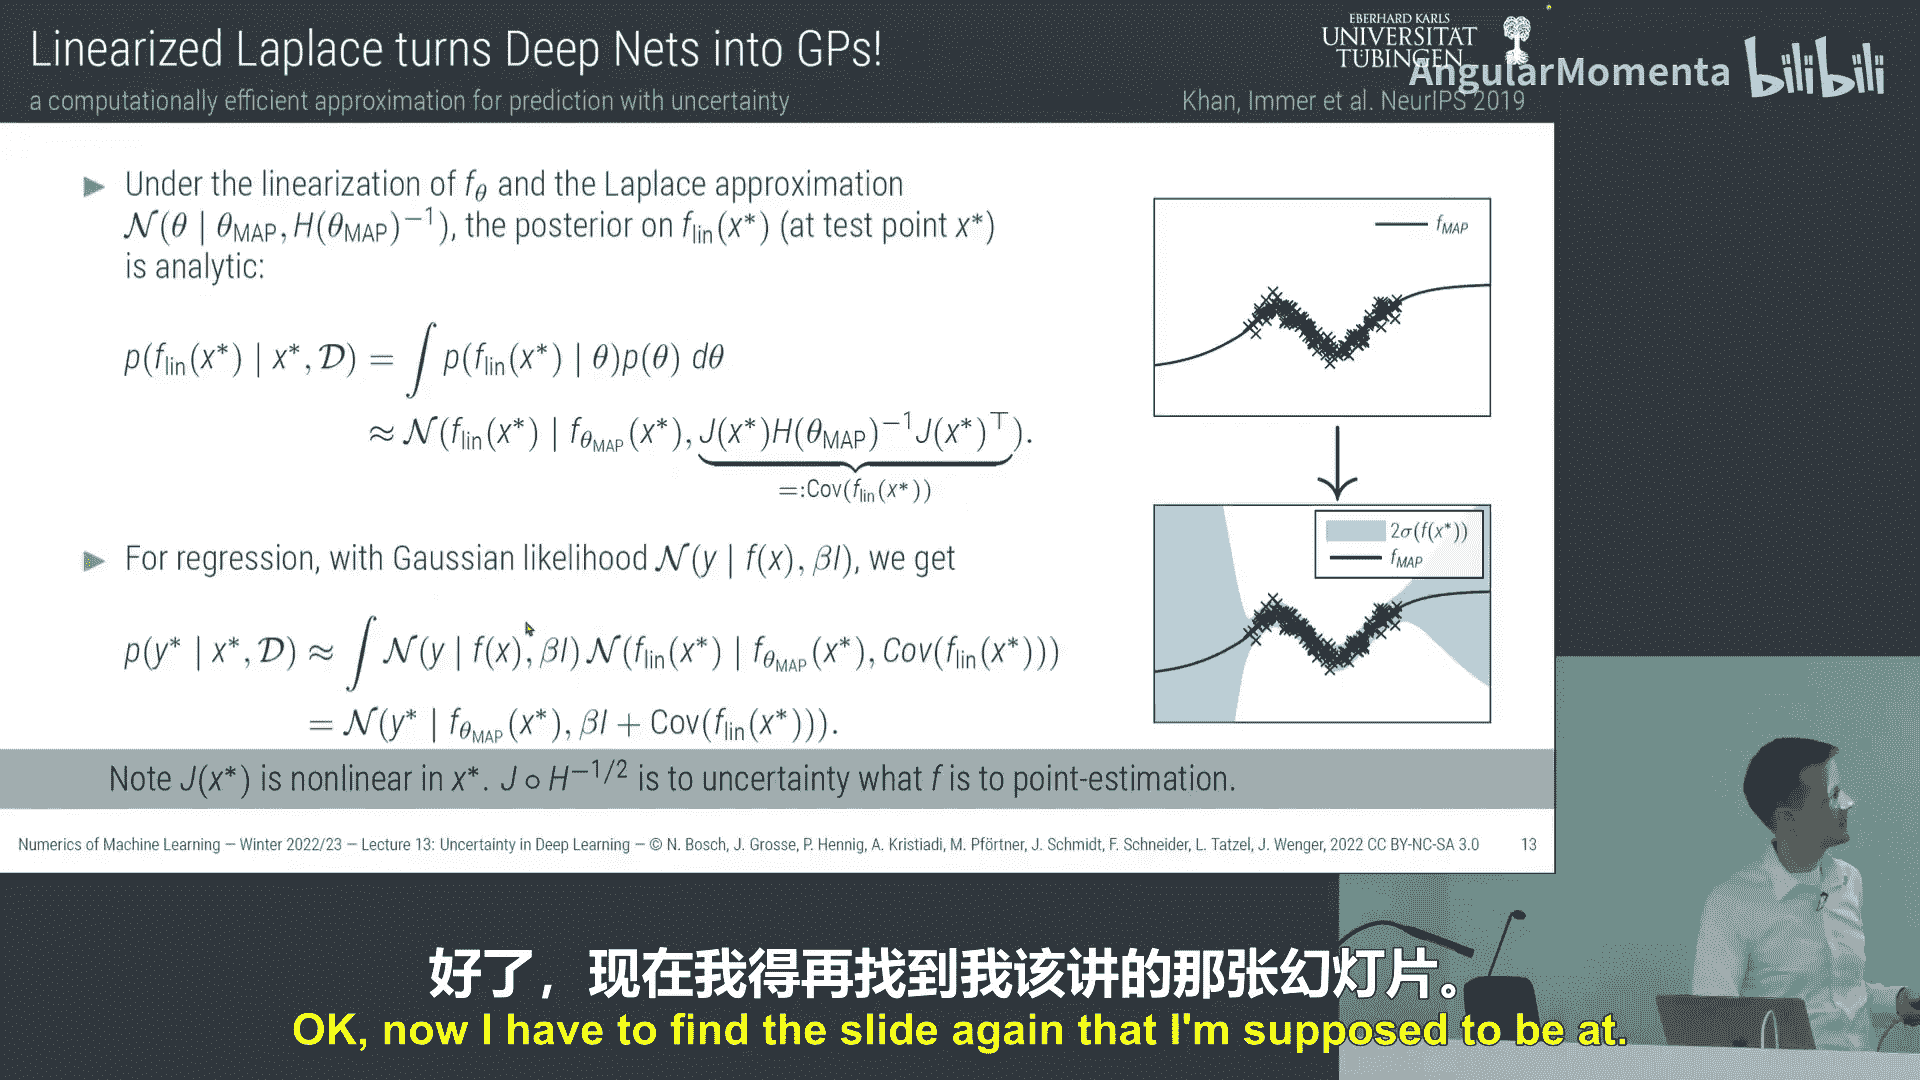 Linearized Laplace turns Deep Nets into GPs!
a computationally efficient approximation for prediction with uncertainty
EBERHARD KARLS
UNIVERSITÄT
TÜBINGEN
AngularMomenta bilibili
Khan, Immer et al. NeurIPS 2019
▶ Under the linearization of f_θ and the Laplace approximation
𝒩(θ | θ_MAP, H(θ_MAP)^−1), the posterior on f_lin(x*) (at test point x*)
is analytic:
p(f_lin(x*) | x*, 𝒟) = ∫ p(f_lin(x*) | θ)p(θ) dθ
≈ 𝒩(f_lin(x*) | f_θ_MAP(x*), J(x*)H(θ_MAP)^−1J(x*)^⊤).
=:Cov(f_lin(x*))
▶ For regression, with Gaussian likelihood 𝒩(y | f(x), βI), we get
p(y* | x*, 𝒟) ≈ ∫ 𝒩(y | f(x), βI)𝒩(f_lin(x*) | f_θ_MAP(x*), Cov(f_lin(x*)))
= 𝒩(y* | f_θ_MAP(x*), βI + Cov(f_lin(x*))).
f_MAP
2σ(f(x*))
f_MAP
Note J(x*) is nonlinear in x*. J ∘ H^−1/2 is to uncertainty what f is to point-estimation.
Numerics of Machine Learning — Winter 2022/23 — Lecture 13: Uncertainty in Deep Learning — © N. Bosch, J. Grosse, P. Hennig, A. Kristiadi, M. Pförtner, J. Schmidt, F. Schneider, L. Tatzel, J. Wenger, 2022 CC BY-NC-SA 3.0 13
好了，现在我得再找到我该讲的那张幻灯片。
OK, now I have to find the slide again that I'm supposed to be at.